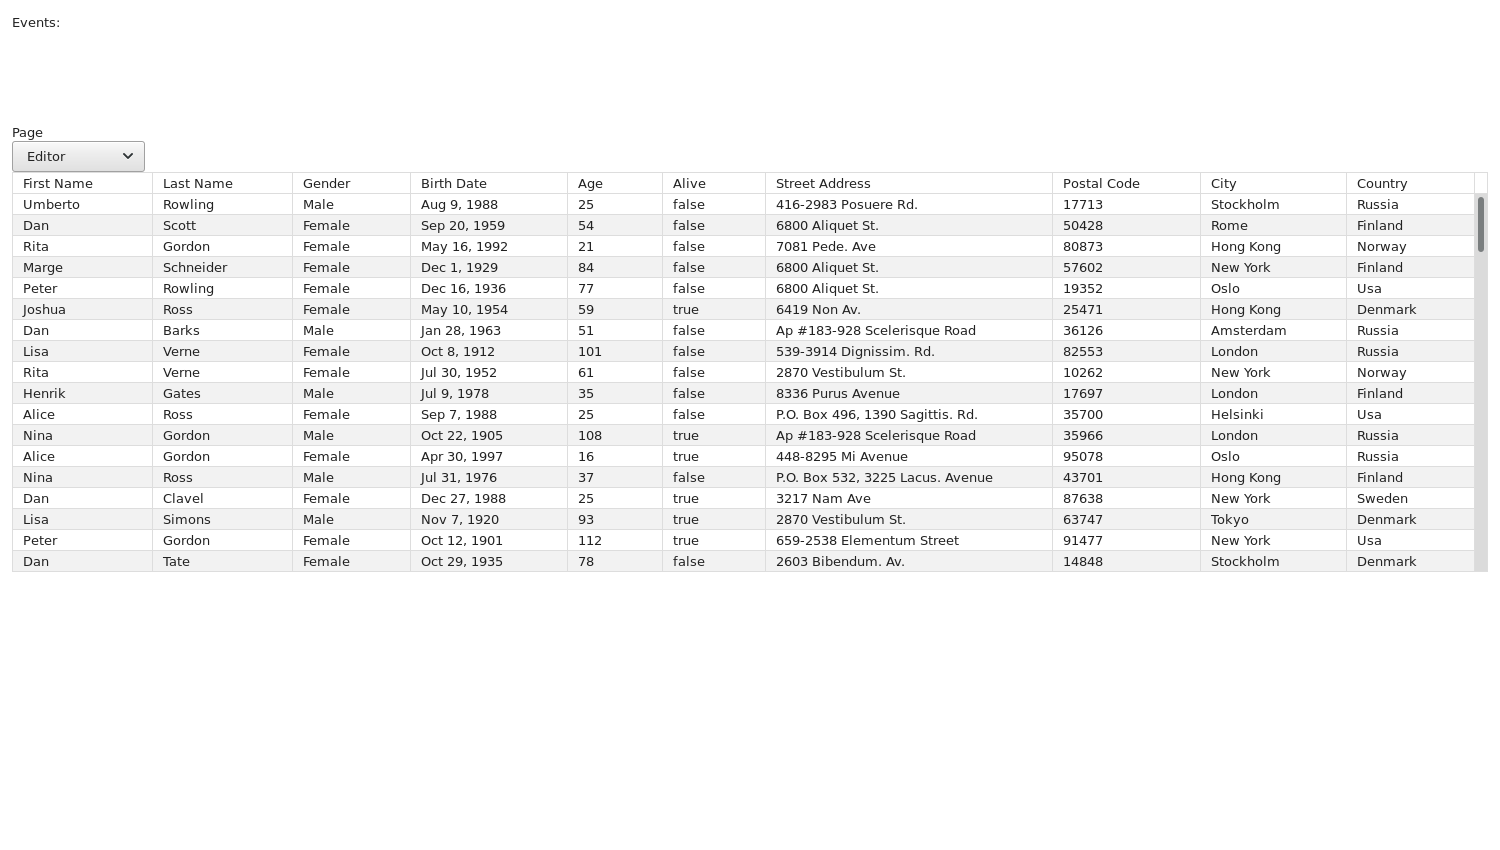 Events:
Page
Editor
First Name Last Name Gender Birth Date Age Alive Street Address Postal Code City Country
Umberto Rowling Male Aug 9, 1988 25 false 416-2983 Posuere Rd. 17713 Stockholm Russia
Dan Scott Female Sep 20, 1959 54 false 6800 Aliquet St. 50428 Rome Finland
Rita Gordon Female May 16, 1992 21 false 7081 Pede. Ave 80873 Hong Kong Norway
Marge Schneider Female Dec 1, 1929 84 false 6800 Aliquet St. 57602 New York Finland
Peter Rowling Female Dec 16, 1936 77 false 6800 Aliquet St. 19352 Oslo Usa
Joshua Ross Female May 10, 1954 59 true 6419 Non Av. 25471 Hong Kong Denmark
Dan Barks Male Jan 28, 1963 51 false Ap #183-928 Scelerisque Road 36126 Amsterdam Russia
Lisa Verne Female Oct 8, 1912 101 false 539-3914 Dignissim. Rd. 82553 London Russia
Rita Verne Female Jul 30, 1952 61 false 2870 Vestibulum St. 10262 New York Norway
Henrik Gates Male Jul 9, 1978 35 false 8336 Purus Avenue 17697 London Finland
Alice Ross Female Sep 7, 1988 25 false P.O. Box 496, 1390 Sagittis. Rd. 35700 Helsinki Usa
Nina Gordon Male Oct 22, 1905 108 true Ap #183-928 Scelerisque Road 35966 London Russia
Alice Gordon Female Apr 30, 1997 16 true 448-8295 Mi Avenue 95078 Oslo Russia
Nina Ross Male Jul 31, 1976 37 false P.O. Box 532, 3225 Lacus. Avenue 43701 Hong Kong Finland
Dan Clavel Female Dec 27, 1988 25 true 3217 Nam Ave 87638 New York Sweden
Lisa Simons Male Nov 7, 1920 93 true 2870 Vestibulum St. 63747 Tokyo Denmark
Peter Gordon Female Oct 12, 1901 112 true 659-2538 Elementum Street 91477 New York Usa
Dan Tate Female Oct 29, 1935 78 false 2603 Bibendum. Av. 14848 Stockholm Denmark